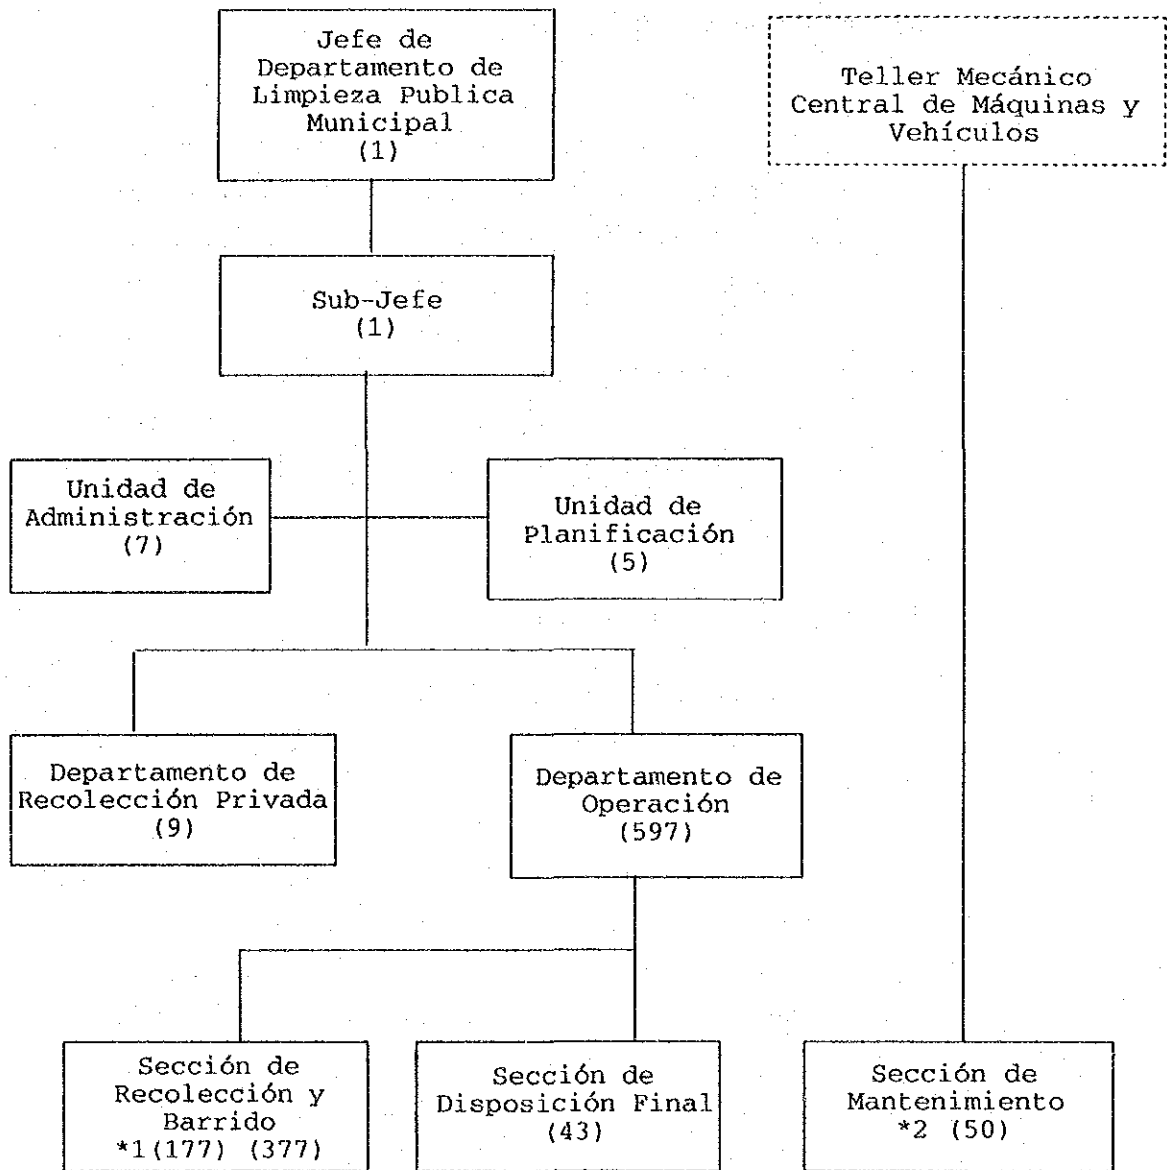 Jefe de
Departamento de
Limpieza Publica
Municipal
(1)
Teller Mecánico
Central de Máquinas y
Vehículos
Sub-Jefe
(1)
Unidad de
Administración
(7)
Unidad de
Planificación
(5)
Departamento de
Recolección Privada
(9)
Departamento de
Operación
(597)
Sección de
Recolección y
Barrido
*1(177) (377)
Sección de
Disposición Final
(43)
Sección de
Mantenimiento
*2 (50)